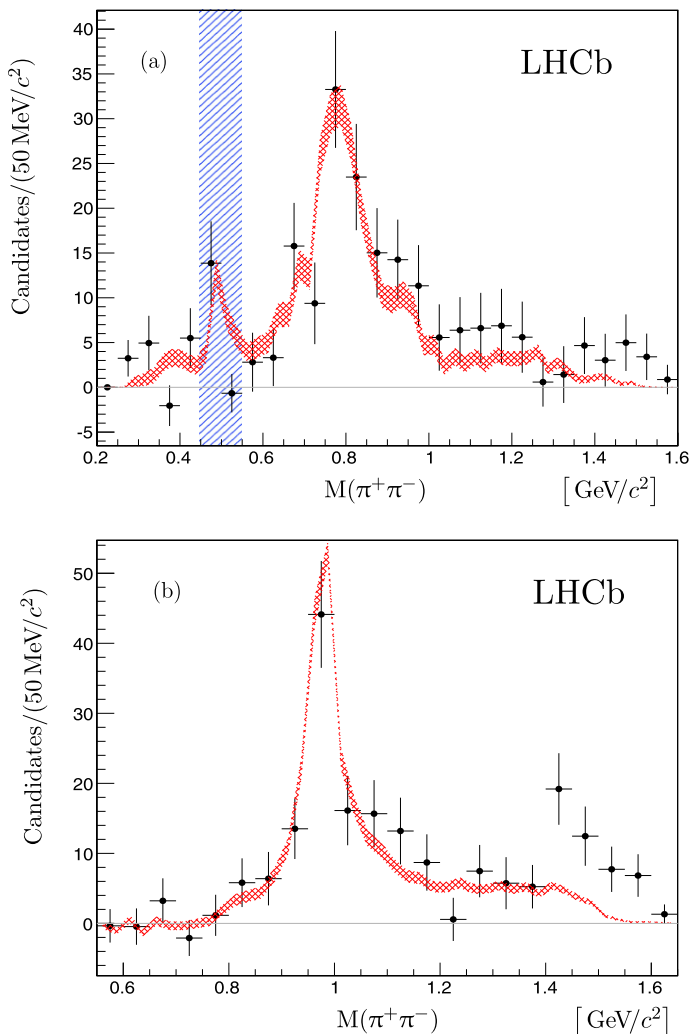 40
35
30
25
20
15
10
5
0
-5
Candidates/(50 MeV/c²)
(a)
LHCb
0.2 0.4 0.6 0.8 1 1.2 1.4 1.6
M(π⁺π⁻) [GeV/c²]
50
40
30
20
10
0
Candidates/(50 MeV/c²)
(b)
LHCb
0.6 0.8 1 1.2 1.4 1.6
M(π⁺π⁻) [GeV/c²]